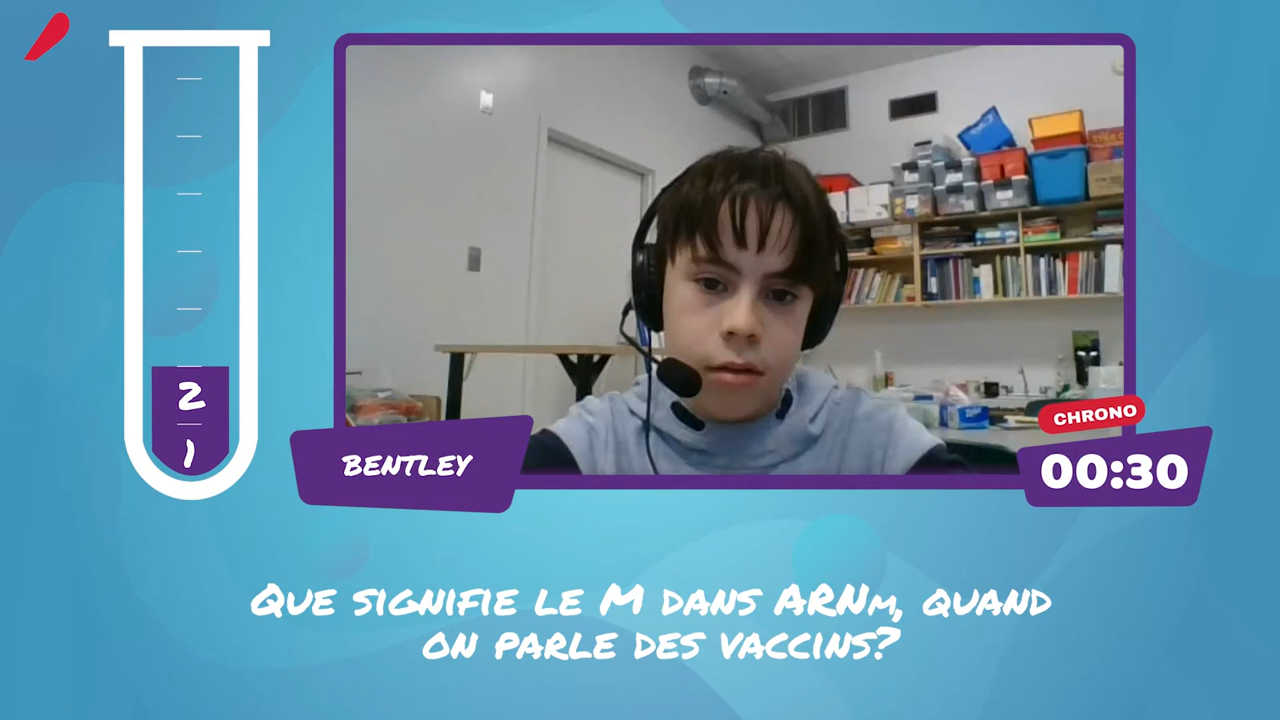 2
1
BENTLEY
CHRONO
00:30
QUE SIGNIFIE LE M DANS ARNM, QUAND
ON PARLE DES VACCINS?